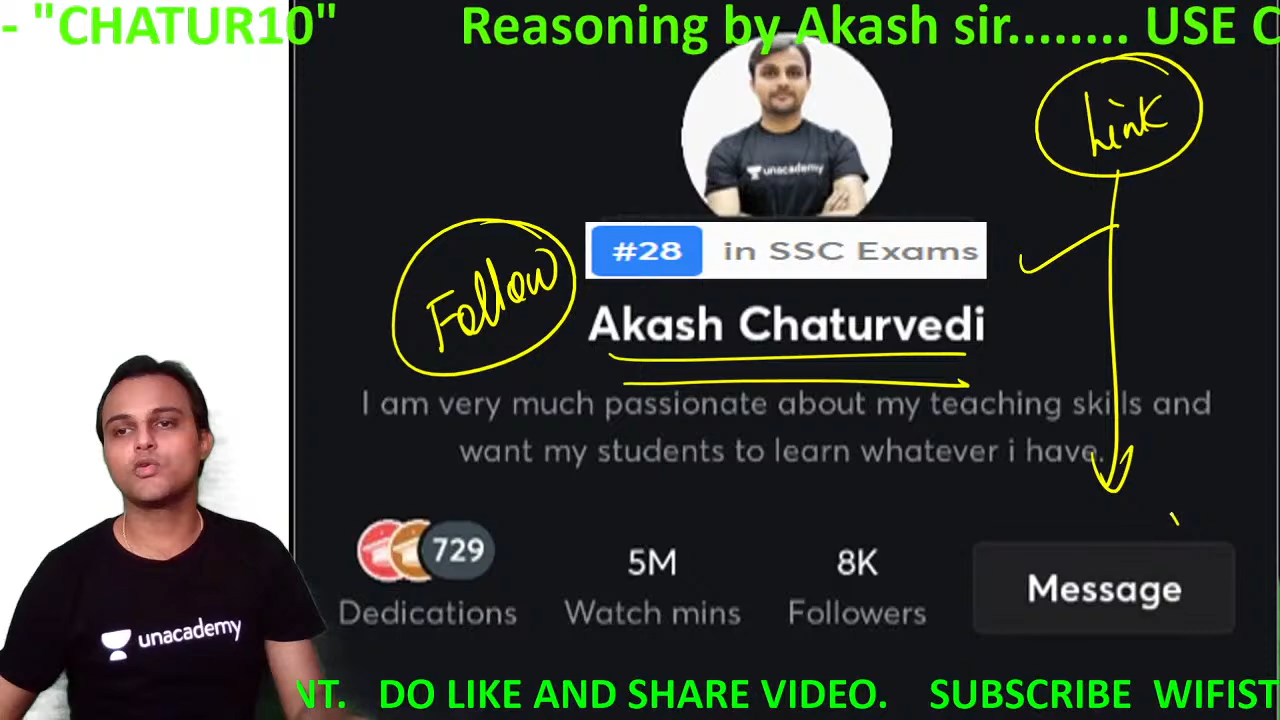 - "CHATUR10"        Reasoning by Akash sir........ USE C
Link
unacademy
#28 in SSC Exams
Follow
Akash Chaturvedi
I am very much passionate about my teaching skills and
want my students to learn whatever i have.
729
5M
8K
Message
Dedications
Watch mins
Followers
unacademy
NT.   DO LIKE AND SHARE VIDEO.    SUBSCRIBE  WIFIST